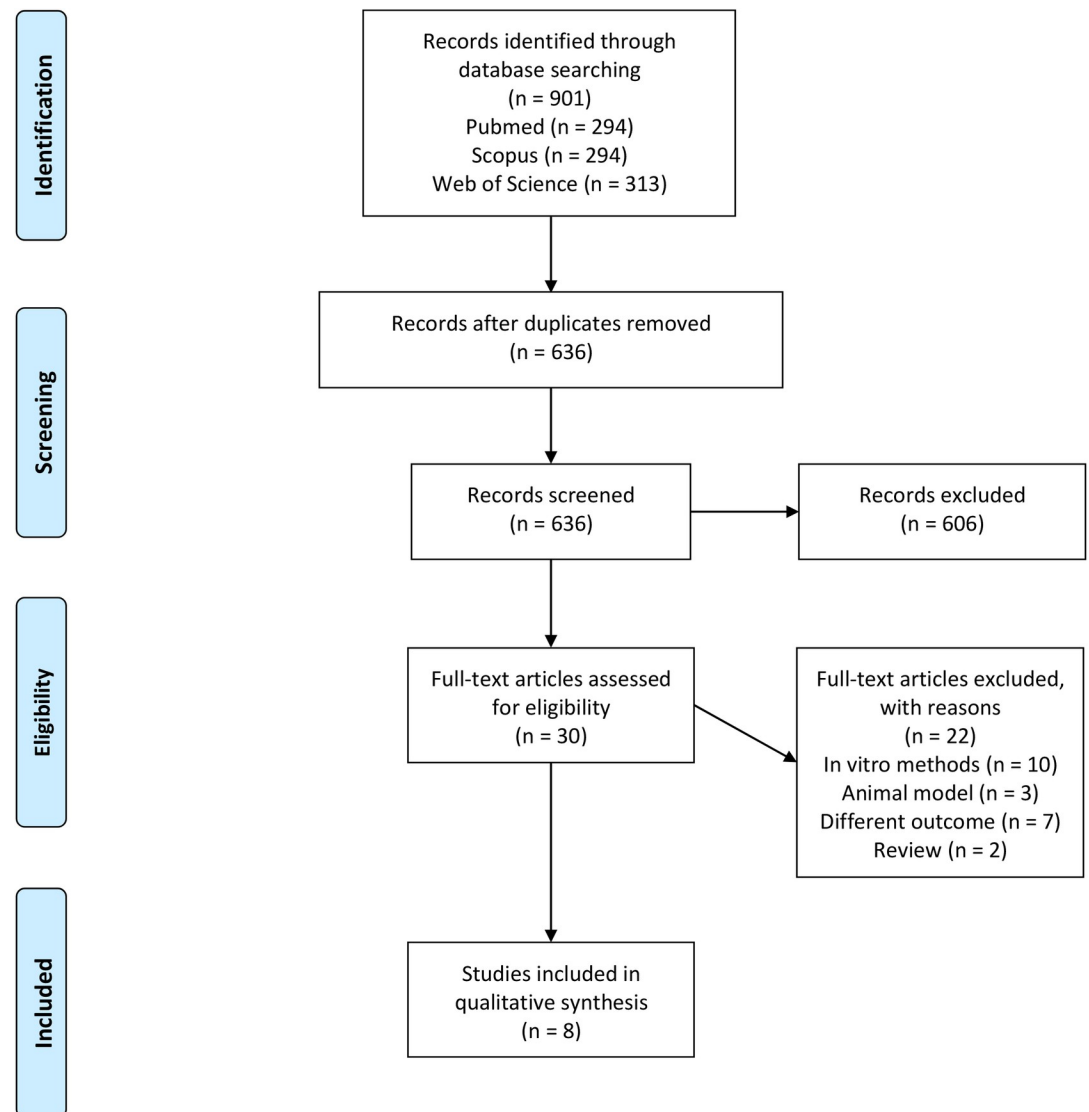 Identification
Records identified through
database searching
(n = 901)
Pubmed (n = 294)
Scopus (n = 294)
Web of Science (n = 313)
Screening
Records after duplicates removed
(n = 636)
Records screened
(n = 636)
Records excluded
(n = 606)
Eligibility
Full-text articles assessed
for eligibility
(n = 30)
Full-text articles excluded,
with reasons
(n = 22)
In vitro methods (n = 10)
Animal model (n = 3)
Different outcome (n = 7)
Review (n = 2)
Included
Studies included in
qualitative synthesis
(n = 8)